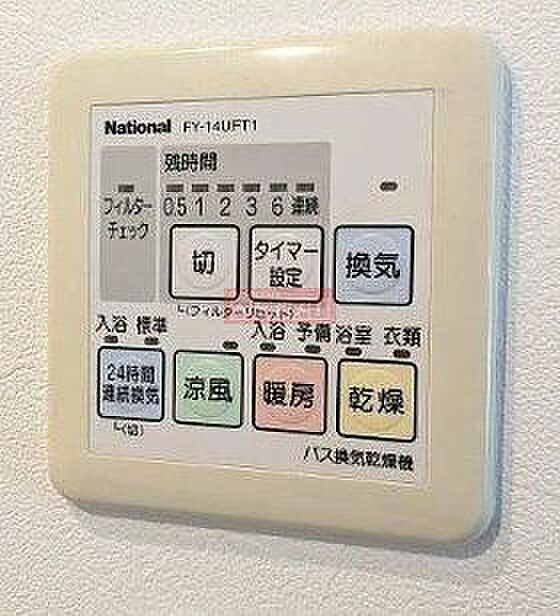 National FY-14UFT1
残時間
フィルター
チェック
0.5 1 2 3 6 連続
切
タイマー
設定
換気
(フィルターリセット)
入浴 標準
入浴 予備 浴室 衣類
24時間
連続換気
涼風
暖房
乾燥
(切)
バス換気乾燥機